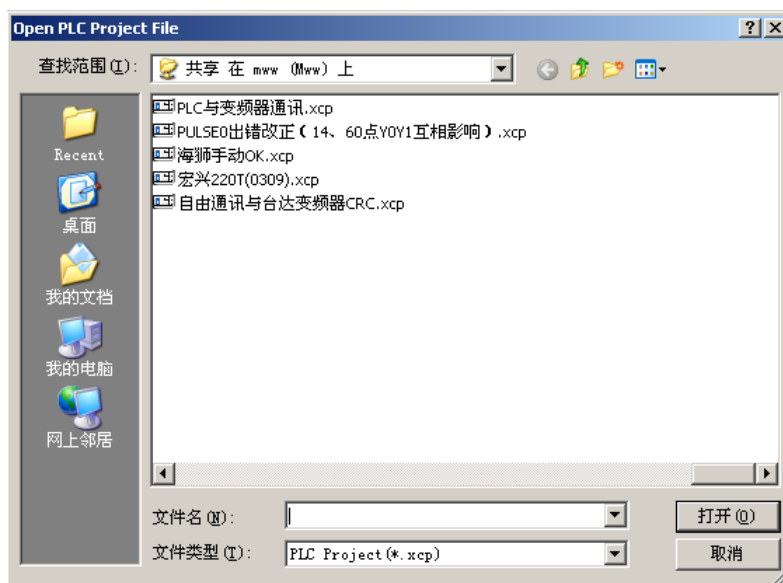 Open PLC Project File
查找范围(I):
共享 在 mww (Mww) 上
Recent
桌面
我的文档
我的电脑
网上邻居
PLC与变频器通讯.xcp
PULSE0出错改正(14、60点Y0Y1互相影响).xcp
海狮手动OK.xcp
宏兴220T(0309).xcp
自由通讯与台达变频器CRC.xcp
文件名(N):
打开(O)
文件类型(T):
PLC Project(*.xcp)
取消